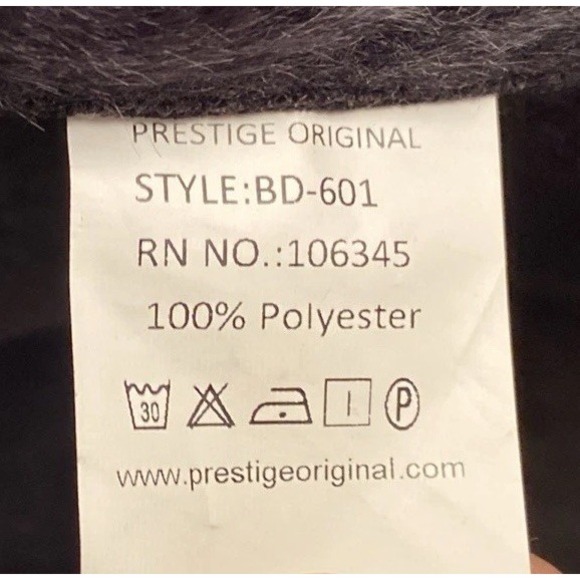 PRESTIGE ORIGINAL
STYLE:BD-601
RN NO.:106345
100% Polyester
30 P
www.prestigeoriginal.com